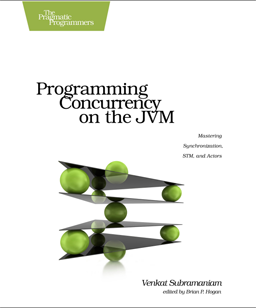 The
Pragmatic
Programmers
Programming
Concurrency
on the JVM
Mastering
Synchronization,
STM, and Actors
Venkat Subramaniam
edited by Brian P. Hogan